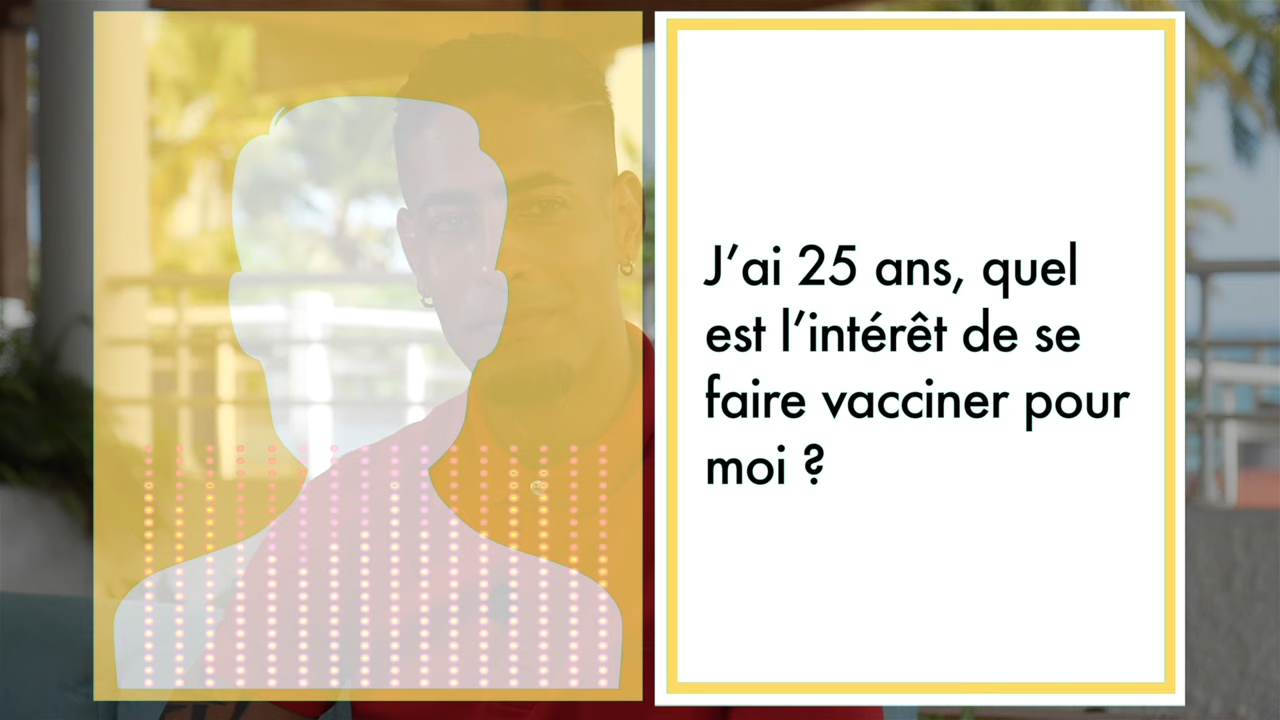 J’ai 25 ans, quel
est l’intérêt de se
faire vacciner pour
moi ?